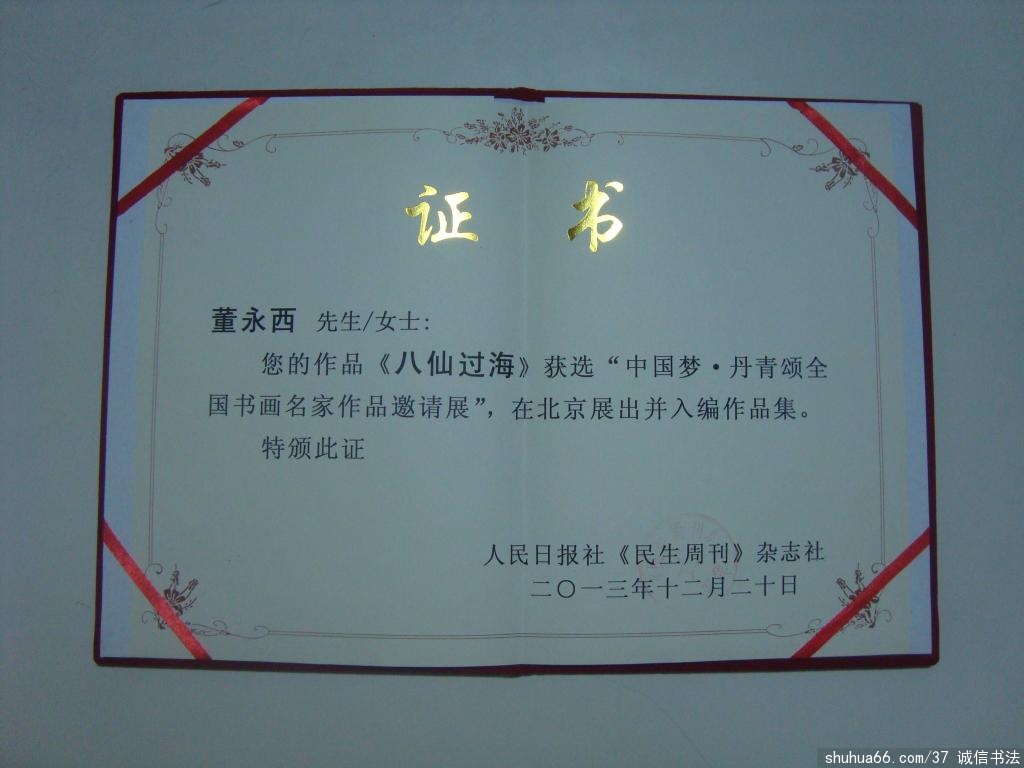 证 书
董永西 先生/女士:
您的作品《八仙过海》获选“中国梦·丹青颂全
国书画名家作品邀请展”,在北京展出并入编作品集。
特颁此证
人民日报社《民生周刊》杂志社
二〇一三年十二月二十日
shuhua66.com/37 诚信书法